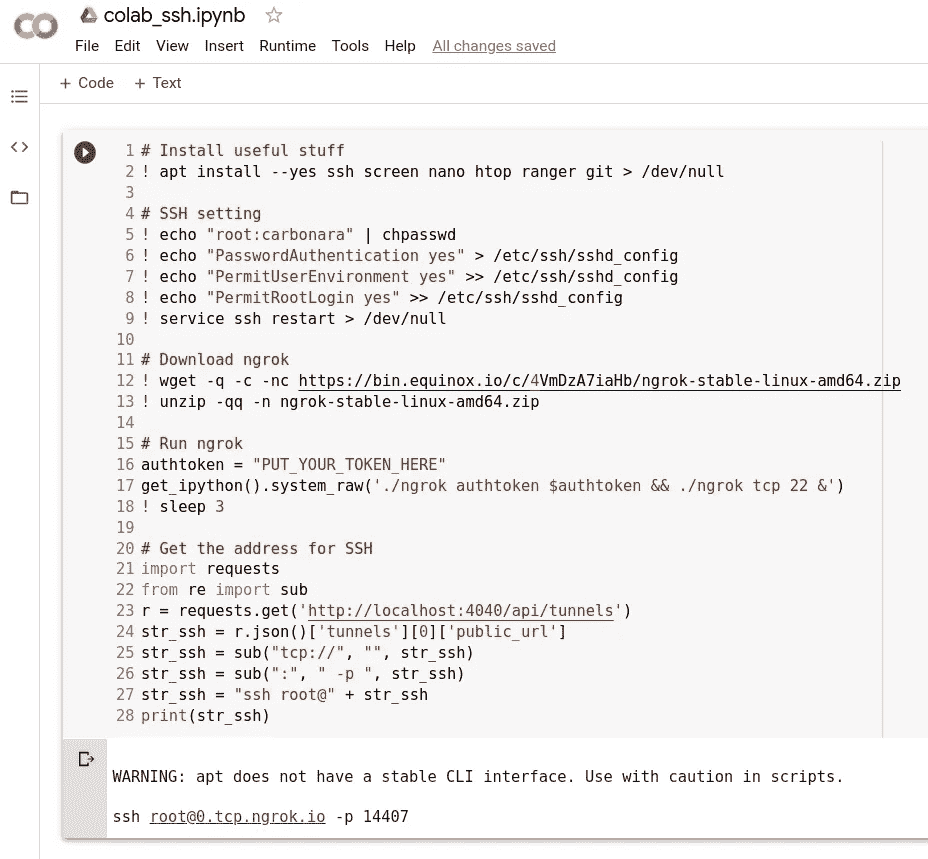 CO colab_ssh.ipynb
File Edit View Insert Runtime Tools Help All changes saved
+ Code + Text
1 # Install useful stuff
2 ! apt install --yes ssh screen nano htop ranger git > /dev/null
3
4 # SSH setting
5 ! echo "root:carbonara" | chpasswd
6 ! echo "PasswordAuthentication yes" > /etc/ssh/sshd_config
7 ! echo "PermitUserEnvironment yes" >> /etc/ssh/sshd_config
8 ! echo "PermitRootLogin yes" >> /etc/ssh/sshd_config
9 ! service ssh restart > /dev/null
10
11 # Download ngrok
12 ! wget -q -c -nc https://bin.equinox.io/c/4VmDzA7iaHb/ngrok-stable-linux-amd64.zip
13 ! unzip -qq -n ngrok-stable-linux-amd64.zip
14
15 # Run ngrok
16 authtoken = "PUT_YOUR_TOKEN_HERE"
17 get_ipython().system_raw('./ngrok authtoken $authtoken && ./ngrok tcp 22 &')
18 ! sleep 3
19
20 # Get the address for SSH
21 import requests
22 from re import sub
23 r = requests.get('http://localhost:4040/api/tunnels')
24 str_ssh = r.json()['tunnels'][0]['public_url']
25 str_ssh = sub("tcp://", "", str_ssh)
26 str_ssh = sub(":", " -p ", str_ssh)
27 str_ssh = "ssh root@" + str_ssh
28 print(str_ssh)
WARNING: apt does not have a stable CLI interface. Use with caution in scripts.
ssh root@0.tcp.ngrok.io -p 14407